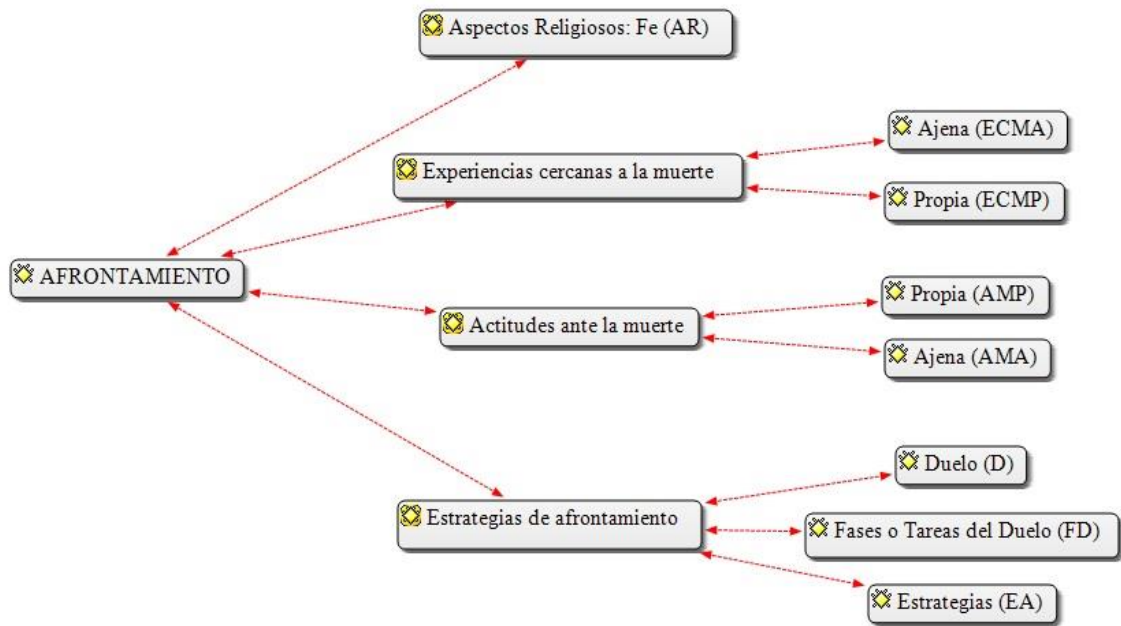 Aspectos Religiosos: Fe (AR)
Ajena (ECMA)
Experiencias cercanas a la muerte
Propia (ECMP)
AFRONTAMIENTO
Propia (AMP)
Actitudes ante la muerte
Ajena (AMA)
Duelo (D)
Estrategias de afrontamiento
Fases o Tareas del Duelo (FD)
Estrategias (EA)